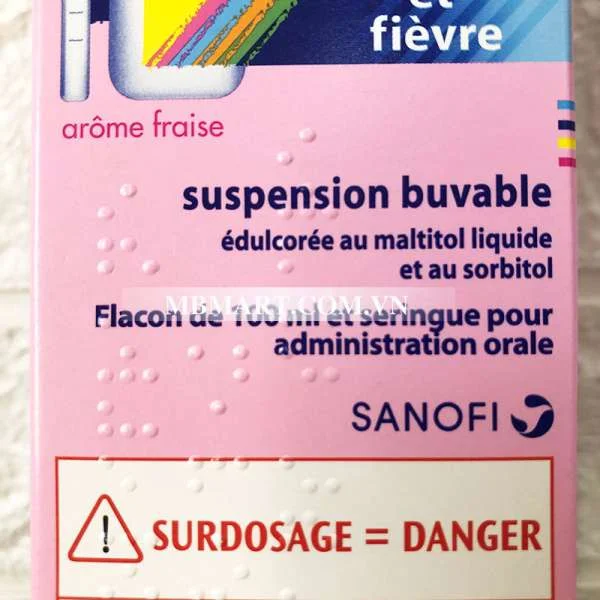 et
fièvre
arôme fraise
suspension buvable
édulcorée au maltitol liquide
et au sorbitol
MBMART.COM.VN
Flacon de 100 ml et seringue pour
administration orale
SANOFI
SURDOSAGE = DANGER